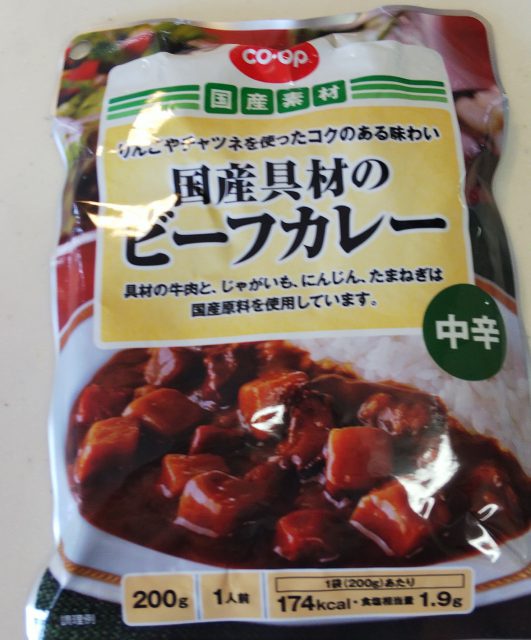 CO・OP
国産素材
りんごやチャツネを使ったコクのある味わい
国産具材の
ビーフカレー
具材の牛肉と、じゃがいも、にんじん、たまねぎは
国産原料を使用しています。
中辛
200g
1人前
1袋(200g)あたり
174kcal・食塩相当量 1.9g
調理例